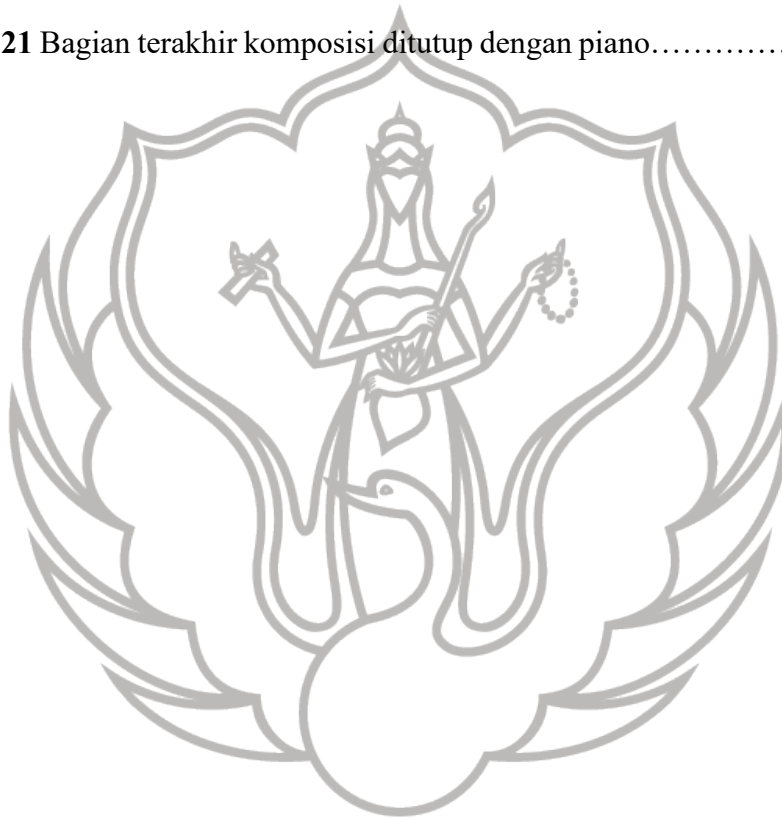 21 Bagian terakhir komposisi ditutup dengan piano…………..